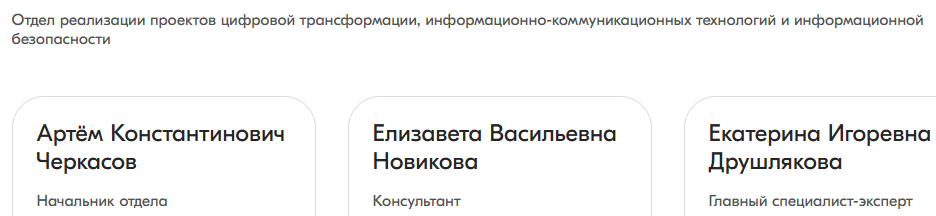 Отдел реализации проектов цифровой трансформации, информационно-коммуникационных технологий и информационной
безопасности
Артём Константинович
Черкасов
Начальник отдела
Елизавета Васильевна
Новикова
Консультант
Екатерина Игоревна
Друшлякова
Главный специалист-эксперт